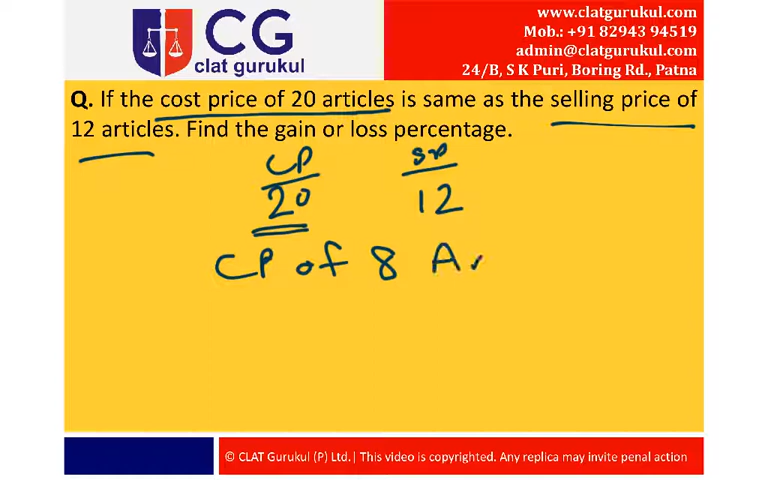 CG
clat gurukul
www.clatgurukul.com
Mob.: +91 82943 94519
admin@clatgurukul.com
24/B, S K Puri, Boring Rd., Patna
Q. If the cost price of 20 articles is same as the selling price of
12 articles. Find the gain or loss percentage.
CP SP
20 12
CP of 8 A
© CLAT Gurukul (P) Ltd.| This video is copyrighted. Any replica may invite penal action